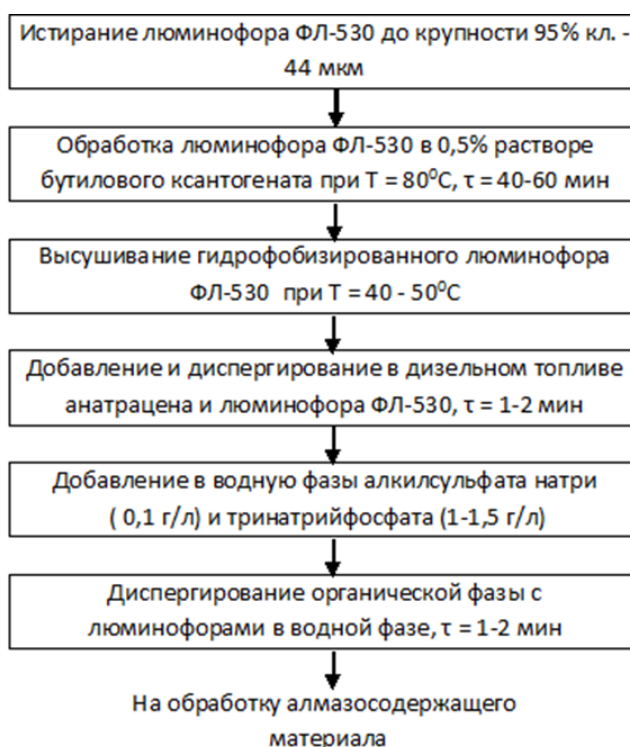 Истирание люминофора ФЛ-530 до крупности 95% кл. -
44 мкм
Обработка люминофора ФЛ-530 в 0,5% растворе
бутилового ксантогената при T = 80⁰С, τ = 40-60 мин
Высушивание гидрофобизированного люминофора
ФЛ-530 при T = 40 - 50⁰С
Добавление и диспергирование в дизельном топливе
анатрацена и люминофора ФЛ-530, τ = 1-2 мин
Добавление в водную фазы алкилсульфата натри
( 0,1 г/л) и тринатрийфосфата (1-1,5 г/л)
Диспергирование органической фазы с
люминофорами в водной фазе, τ = 1-2 мин
На обработку алмазосодержащего
материала